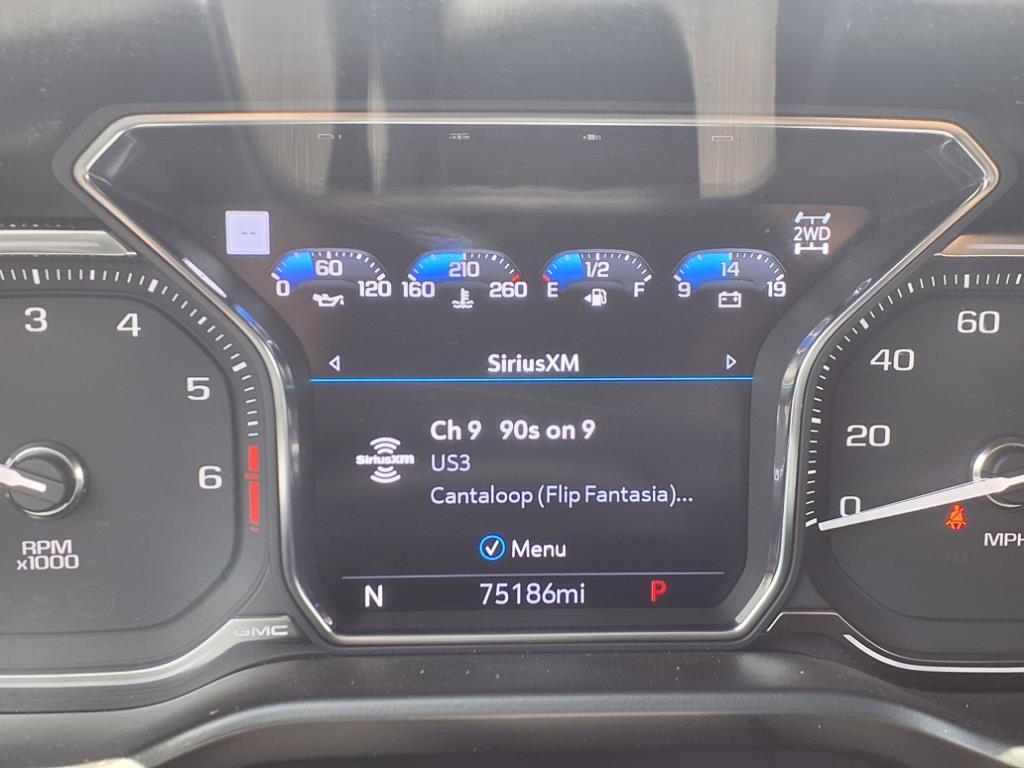 --
2WD
60
0 120
210
160 260
1/2
E F
14
9 19
3 4 5 6
RPM
x1000
SiriusXM
Ch 9 90s on 9
SiriusXM
US3
Cantaloop (Flip Fantasia)...
Menu
N 75186mi P
GMC
60
40
20
0
MPH